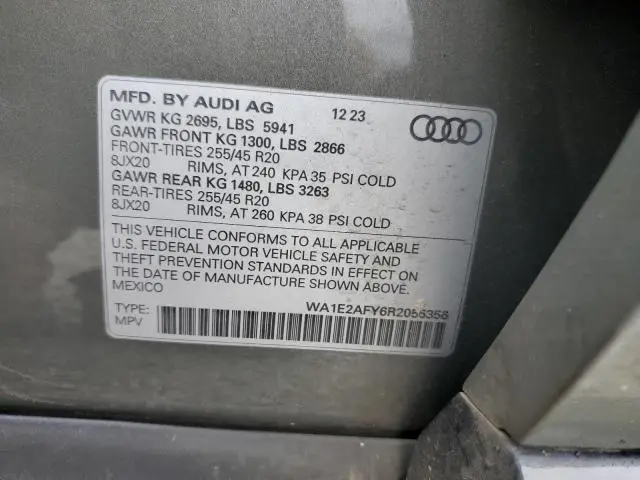 MFD. BY AUDI AG 12 23
GVWR KG 2695, LBS 5941
GAWR FRONT KG 1300, LBS 2866
FRONT-TIRES 255/45 R20
8JX20 RIMS, AT 240 KPA 35 PSI COLD
GAWR REAR KG 1480, LBS 3263
REAR-TIRES 255/45 R20
8JX20 RIMS, AT 260 KPA 38 PSI COLD
THIS VEHICLE CONFORMS TO ALL APPLICABLE
U.S. FEDERAL MOTOR VEHICLE SAFETY AND
THEFT PREVENTION STANDARDS IN EFFECT ON
THE DATE OF MANUFACTURE SHOWN ABOVE.
MEXICO
WA1E2AFY6R2056356
TYPE:
MPV